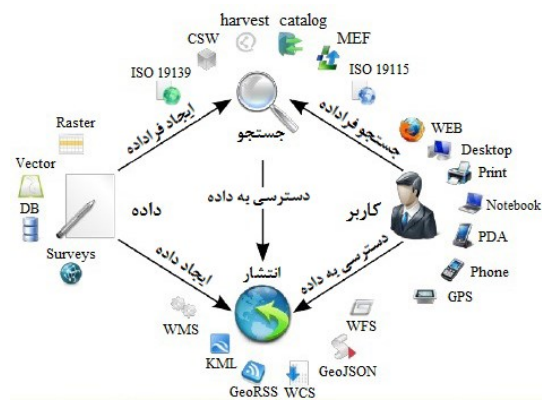 harvest catalog
CSW
MEF
ISO 19139
ISO 19115
جستجو
ایجاد فراداده
جستجو فراداده
Raster
Vector
DB
Surveys
داده
دسترسی به داده
کاربر
WEB
Desktop
Print
Notebook
PDA
Phone
GPS
ایجاد داده
دسترسی به داده
انتشار
WMS
KML
GeoRSS
WCS
GeoJSON
WFS